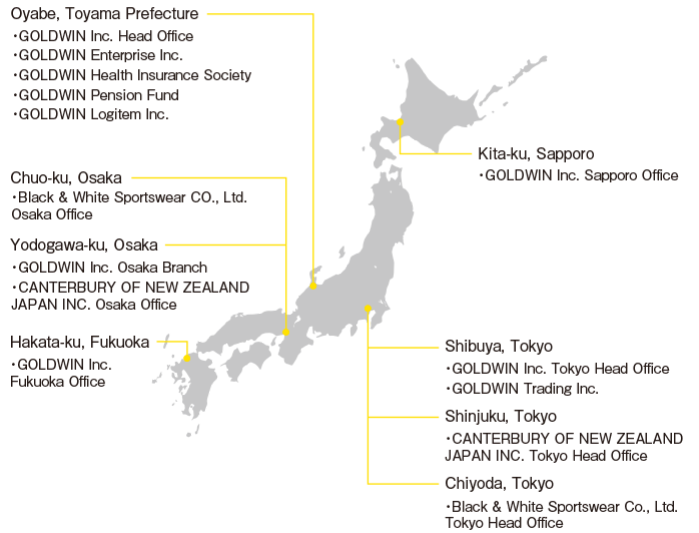 Oyabe, Toyama Prefecture
・GOLDWIN Inc. Head Office
・GOLDWIN Enterprise Inc.
・GOLDWIN Health Insurance Society
・GOLDWIN Pension Fund
・GOLDWIN Logitem Inc.
Kita-ku, Sapporo
・GOLDWIN Inc. Sapporo Office
Chuo-ku, Osaka
・Black & White Sportswear CO., Ltd.
Osaka Office
Yodogawa-ku, Osaka
・GOLDWIN Inc. Osaka Branch
・CANTERBURY OF NEW ZEALAND
JAPAN INC. Osaka Office
Hakata-ku, Fukuoka
・GOLDWIN Inc.
Fukuoka Office
Shibuya, Tokyo
・GOLDWIN Inc. Tokyo Head Office
・GOLDWIN Trading Inc.
Shinjuku, Tokyo
・CANTERBURY OF NEW ZEALAND
JAPAN INC. Tokyo Head Office
Chiyoda, Tokyo
・Black & White Sportswear Co., Ltd.
Tokyo Head Office